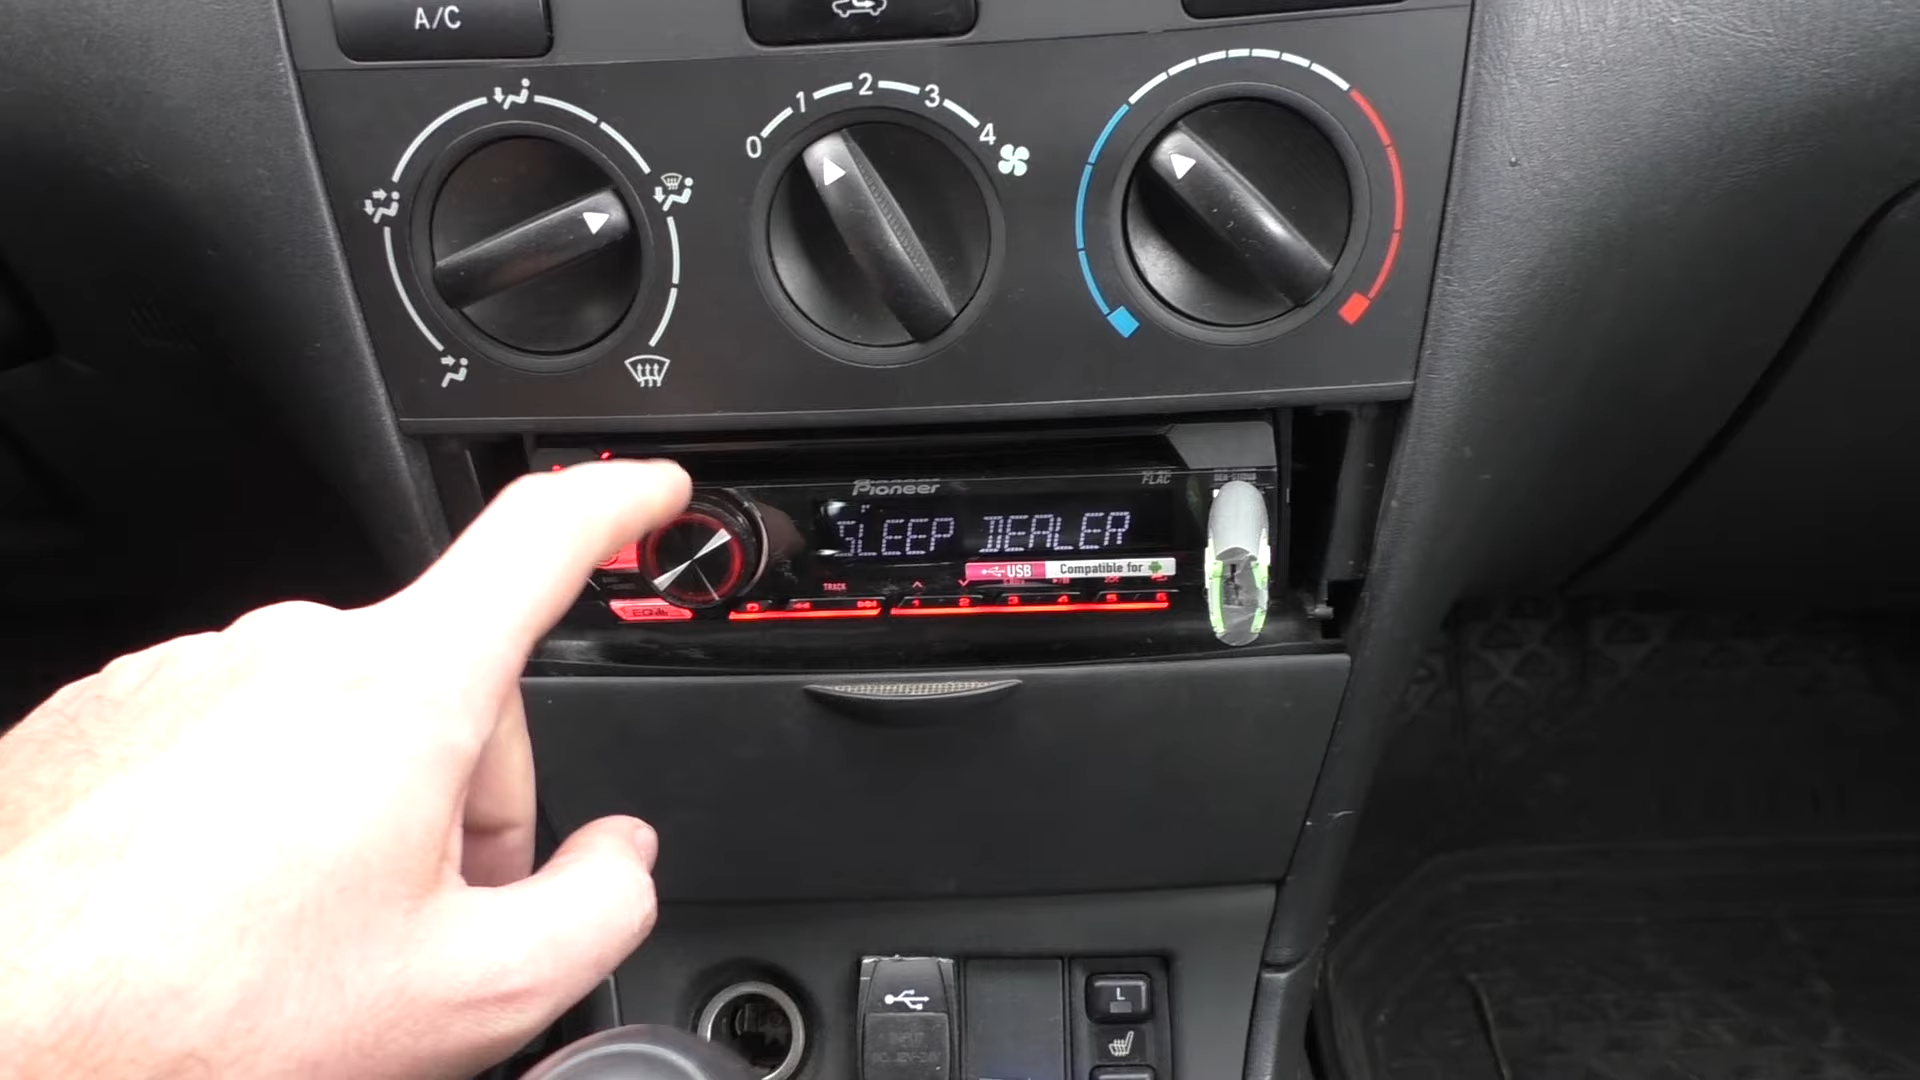 A/C
0 1 2 3 4
Pioneer
FLAC
SLEEP DEALER
USB Compatible for
TRACK
EQ
1 2 3 4 5 6
L